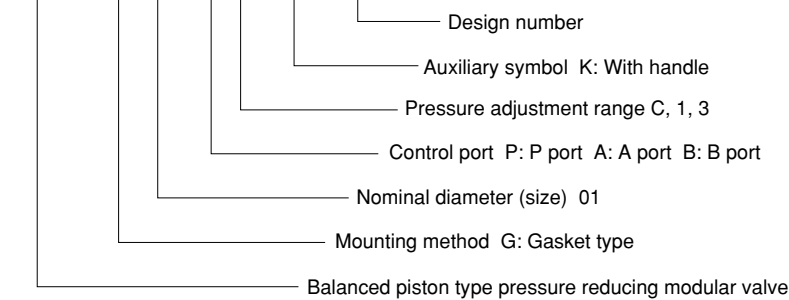 Design number
Auxiliary symbol K: With handle
Pressure adjustment range C, 1, 3
Control port P: P port A: A port B: B port
Nominal diameter (size) 01
Mounting method G: Gasket type
Balanced piston type pressure reducing modular valve